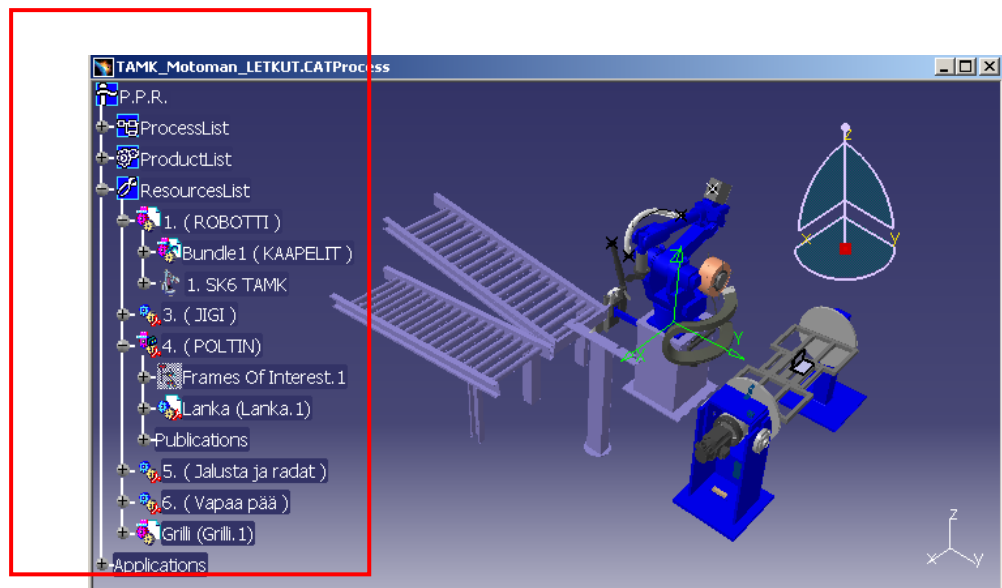 TAMK_Motoman_LETKUT.CATProcess
P.P.R.
ProcessList
ProductList
ResourcesList
1. ( ROBOTTI )
Bundle1 ( KAAPELIT )
1. SK6 TAMK
3. ( JIGI )
4. ( POLTIN)
Frames Of Interest.1
Lanka (Lanka.1)
Publications
5. ( Jalusta ja radat )
6. ( Vapaa pää )
Grilli (Grilli.1)
Applications
z
x
y
Z
X
Y
z
x
y